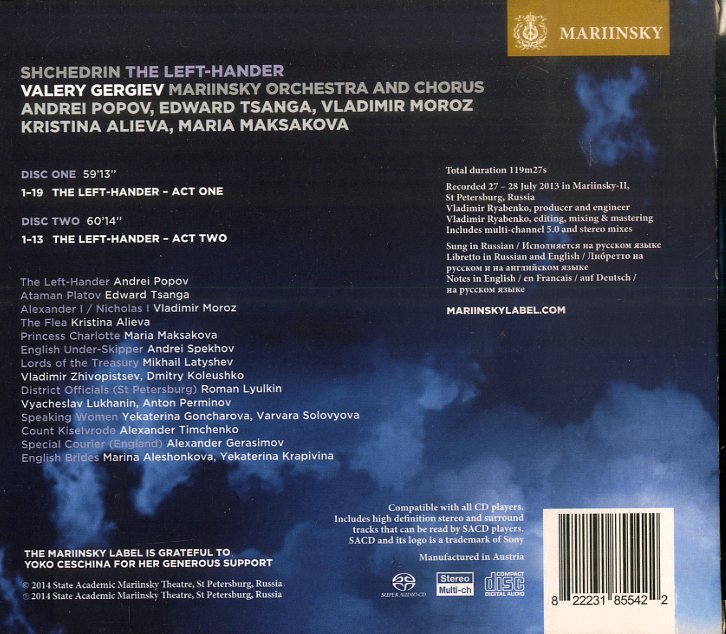 MARIINSKY
SHCHEDRIN THE LEFT-HANDER
VALERY GERGIEV MARIINSKY ORCHESTRA AND CHORUS
ANDREI POPOV, EDWARD TSANGA, VLADIMIR MOROZ
KRISTINA ALIEVA, MARIA MAKSAKOVA
DISC ONE 59'13''
1–19 THE LEFT-HANDER – ACT ONE
DISC TWO 60'14''
1–13 THE LEFT-HANDER – ACT TWO
Total duration 119m27s
Recorded 27 – 28 July 2013 in Mariinsky-II,
St Petersburg, Russia
Vladimir Ryabenko, producer and engineer
Vladimir Ryabenko, editing, mixing & mastering
Includes multi-channel 5.0 and stereo mixes
Sung in Russian / Исполняется на русском языке
Libretto in Russian and English / Либретто на
русском и на английском языке
Notes in English / en Francais / auf Deutsch /
на русском языке
MARIINSKYLABEL.COM
The Left-Hander Andrei Popov
Ataman Platov Edward Tsanga
Alexander I / Nicholas I Vladimir Moroz
The Flea Kristina Alieva
Princess Charlotte Maria Maksakova
English Under-Skipper Andrei Spekhov
Lords of the Treasury Mikhail Latyshev
Vladimir Zhivopistsev, Dmitry Koleushko
District Officials (St Petersburg) Roman Lyulkin
Vyacheslav Lukhanin, Anton Perminov
Speaking Women Yekaterina Goncharova, Varvara Solovyova
Count Kiselvrode Alexander Timchenko
Special Courier (England) Alexander Gerasimov
English Brides Marina Aleshonkova, Yekaterina Krapivina
Compatible with all CD players.
Includes high definition stereo and surround
tracks that can be read by SACD players.
SACD and its logo is a trademark of Sony
Manufactured in Austria
THE MARIINSKY LABEL IS GRATEFUL TO
YOKO CESCHINA FOR HER GENEROUS SUPPORT
© 2014 State Academic Mariinsky Theatre, St Petersburg, Russia
℗ 2014 State Academic Mariinsky Theatre, St Petersburg, Russia
SUPER AUDIO CD
Stereo
Multi-ch
COMPACT
disc
DIGITAL AUDIO
8 22231 85542 2